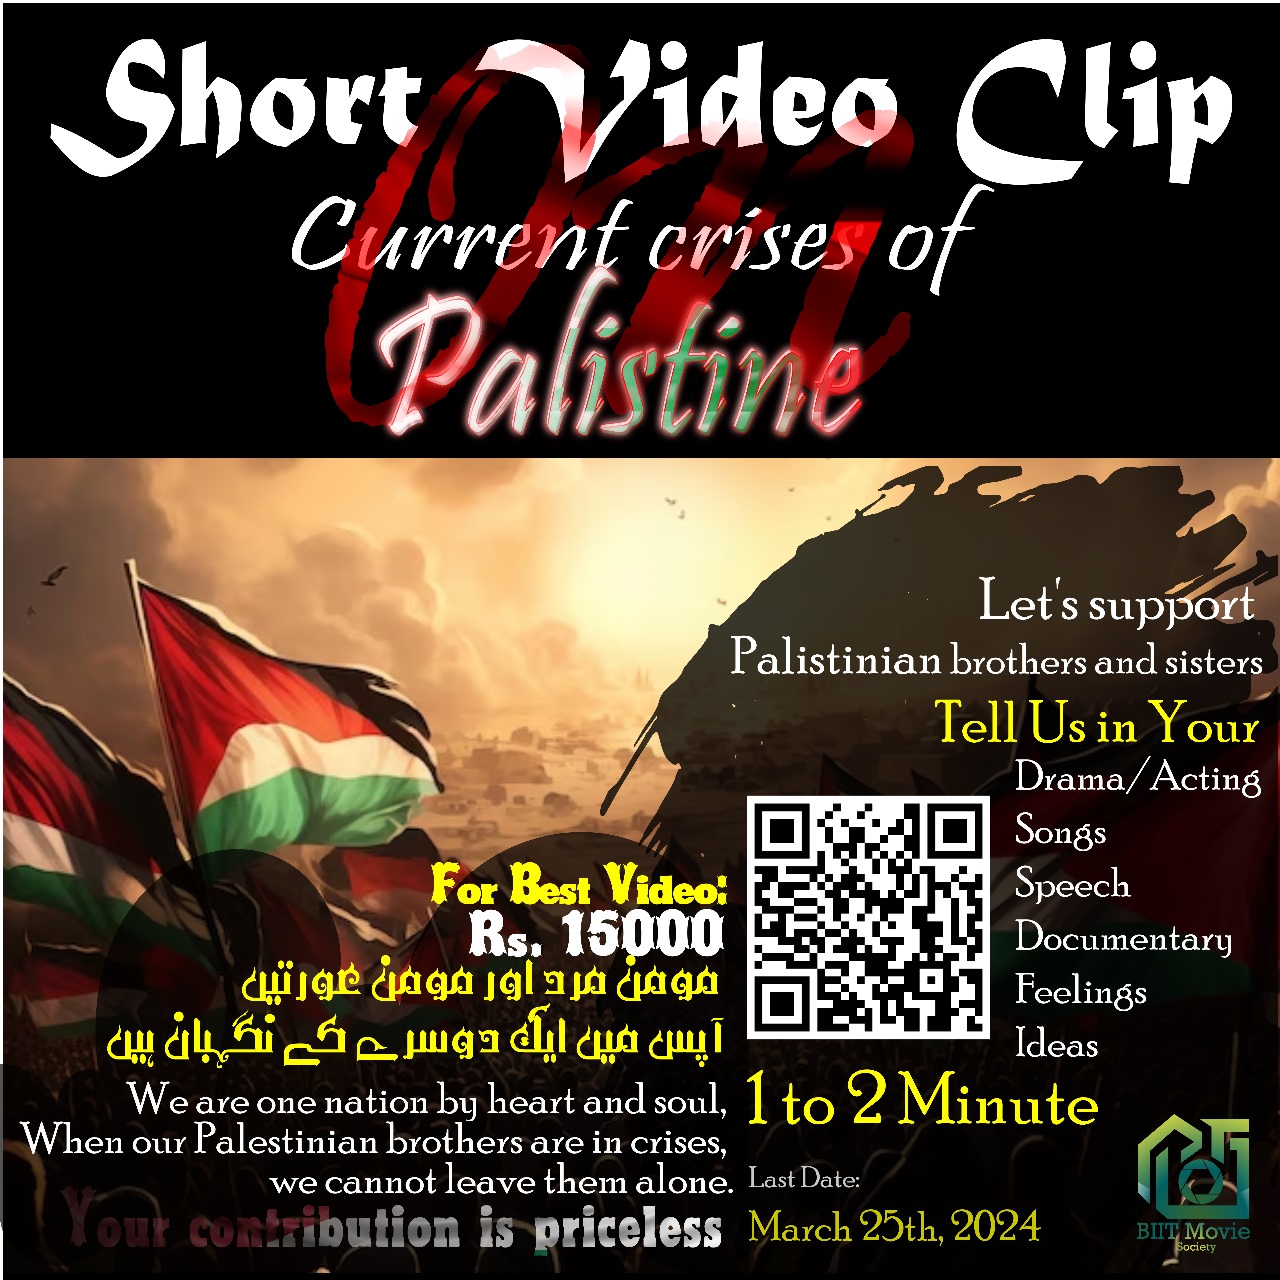 Short Video Clip
On
Current crises of
Palistine
Let's support
Palistinian brothers and sisters
Tell Us in Your
Drama/Acting
Songs
Speech
Documentary
Feelings
Ideas
For Best Video:
Rs. 15000
مومن مرد اور مومن عورتیں
آپس میں ایک دوسرے کے نگہبان ہیں
We are one nation by heart and soul,
When our Palestinian brothers are in crises,
we cannot leave them alone.
Your contribution is priceless
1 to 2 Minute
Last Date:
March 25th, 2024
BIIT Movie
Society